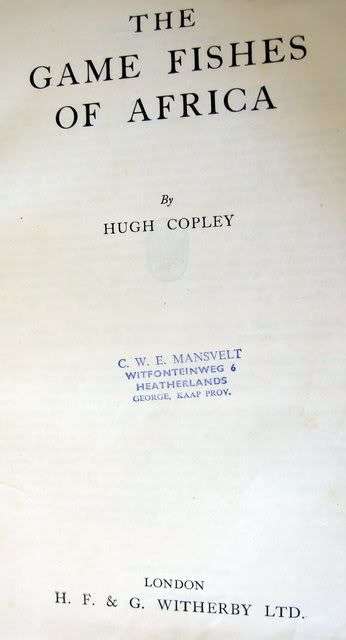 THE
GAME FISHES
OF AFRICA
By
HUGH COPLEY
C. W. E. MANSVELT
WITFONTEINWEG 6
HEATHERLANDS
GEORGE, KAAP PROV.
LONDON
H. F. & G. WITHERBY LTD.